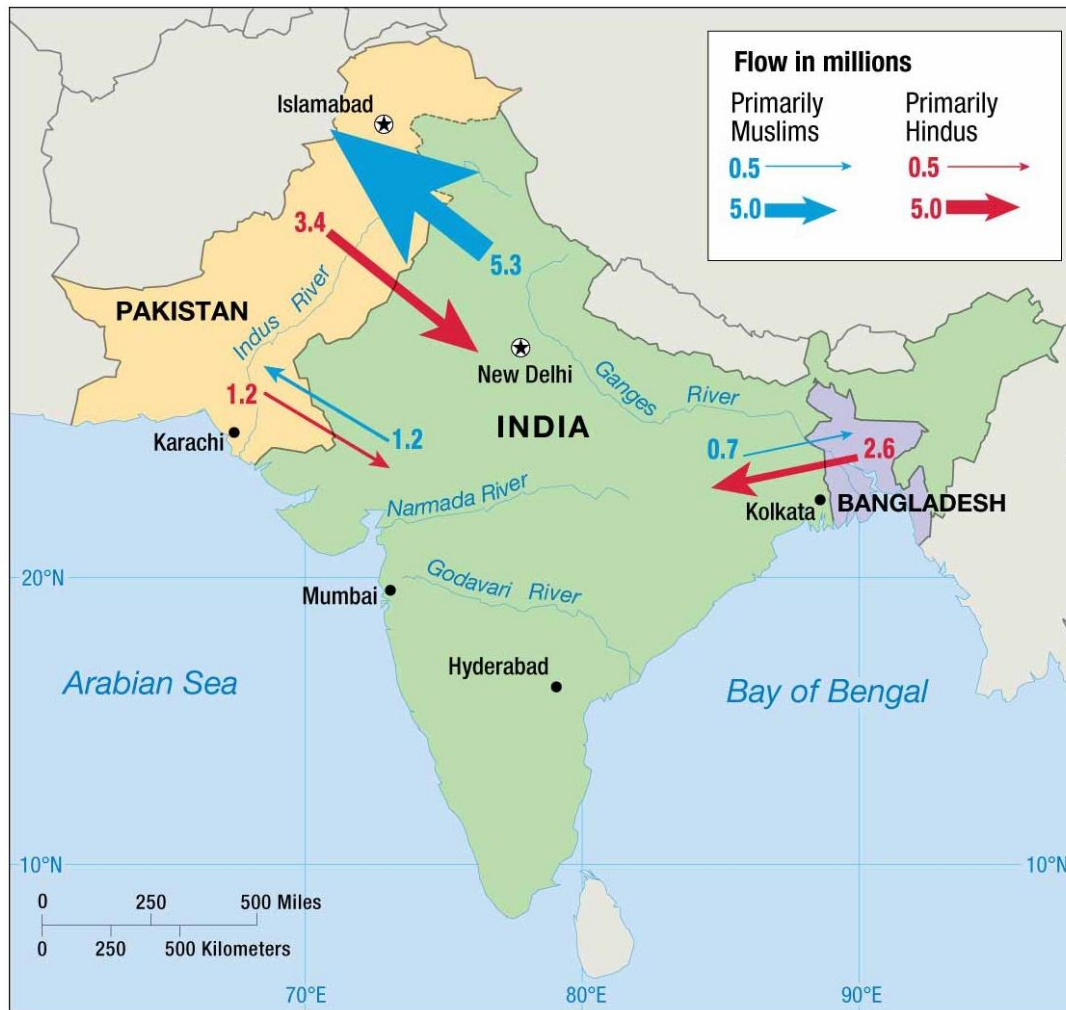 Flow in millions
Primarily Muslims
Primarily Hindus
0.5
0.5
5.0
5.0
Islamabad
3.4
5.3
PAKISTAN
Indus River
New Delhi
Ganges River
1.2
INDIA
Karachi
1.2
0.7
2.6
Narmada River
Kolkata
BANGLADESH
20°N
Godavari River
Mumbai
Hyderabad
Arabian Sea
Bay of Bengal
10°N
10°N
0 250 500 Miles
0 250 500 Kilometers
70°E
80°E
90°E